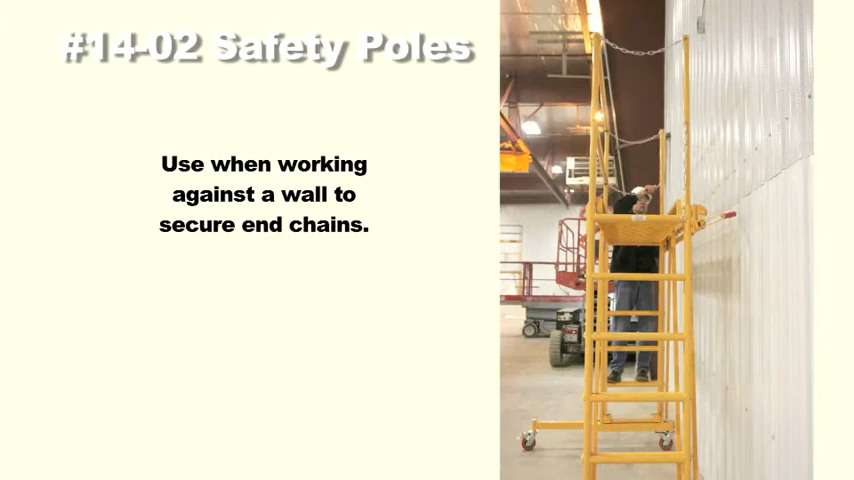 #14-02 Safety Poles
Use when working
against a wall to
secure end chains.